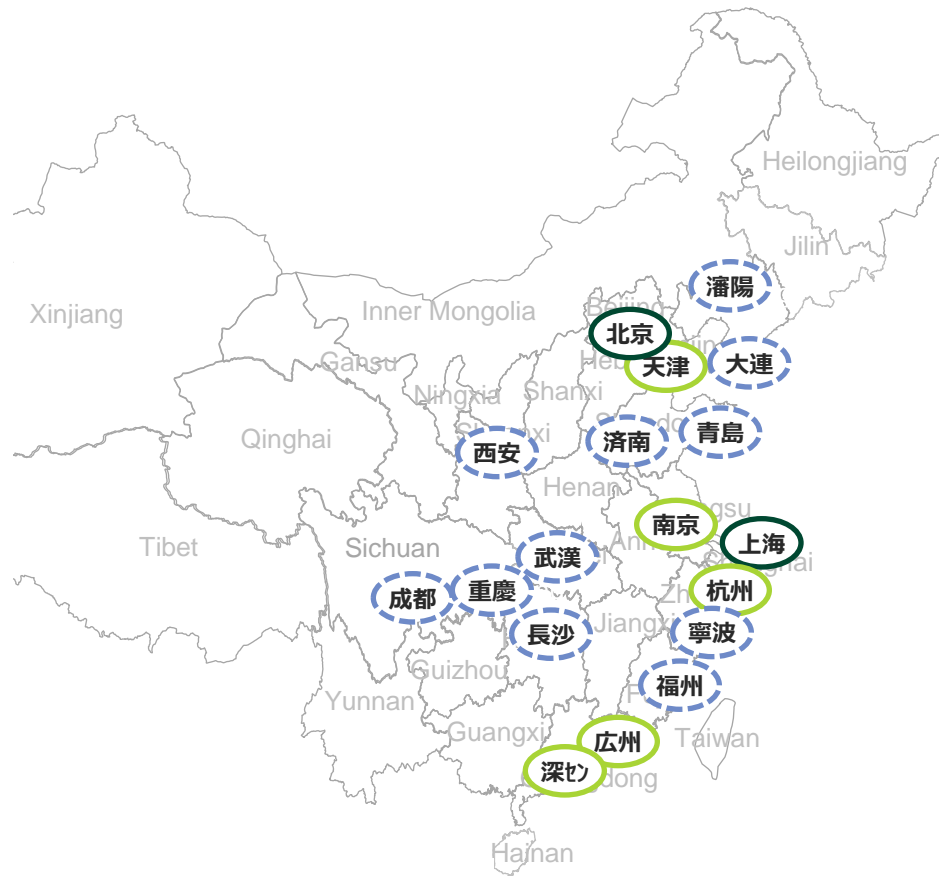 Heilongjiang
Jilin
瀋陽
Xinjiang
Inner Mongolia
北京
天津
大連
Gansu
Ningxia
Shanxi
Qinghai
西安
済南
青島
Henan
南京
上海
Tibet
Sichuan
武漢
成都
重慶
杭州
長沙
Jiangxi
寧波
Guizhou
福州
Yunnan
Guangxi
広州
Taiwan
深セン
Hainan